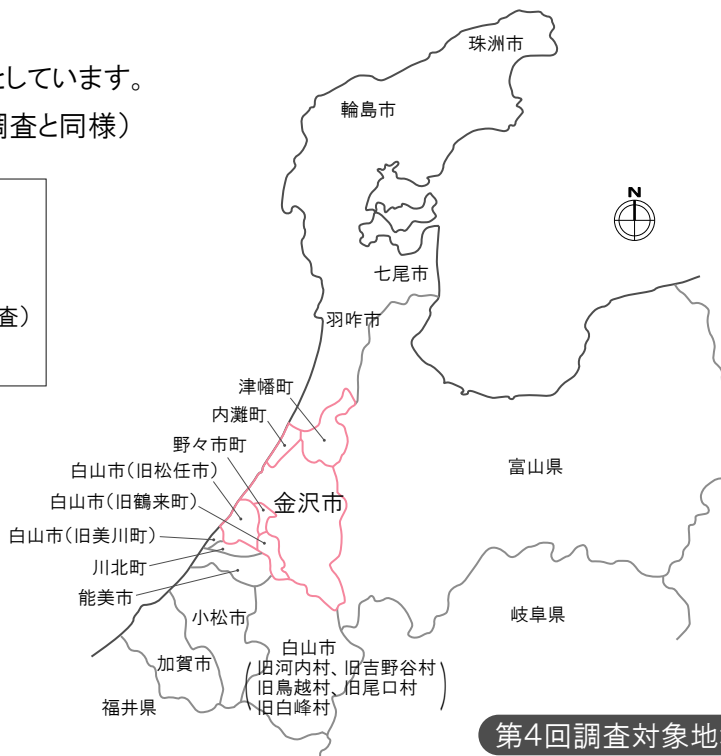 としています。
調査と同様）
査）
珠洲市
輪島市
N
七尾市
羽咋市
津幡町
内灘町
野々市町
白山市（旧松任市）
白山市（旧鶴来町）
金沢市
白山市（旧美川町）
川北町
能美市
富山県
小松市
岐阜県
加賀市
白山市
（旧河内村、旧吉野谷村
旧鳥越村、旧尾口村
旧白峰村）
福井県
第4回調査対象地